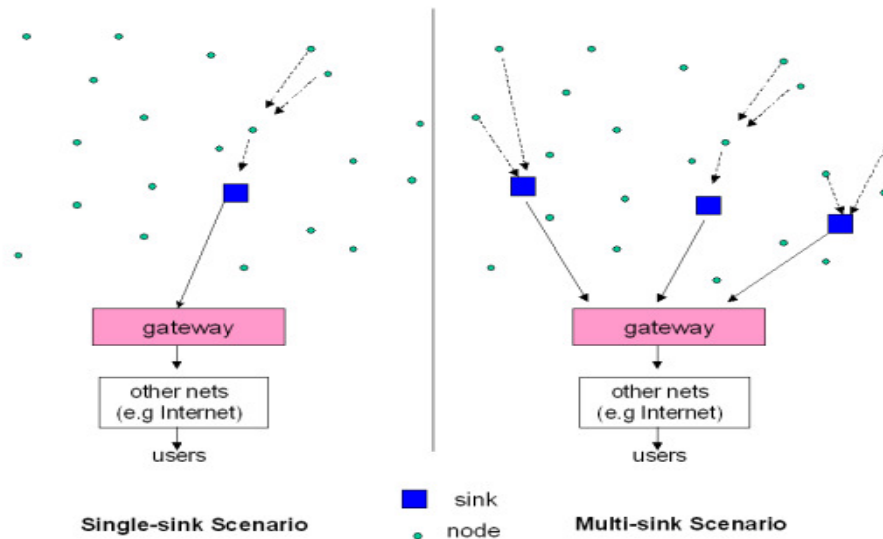 gateway
other nets
(e.g Internet)
users
Single-sink Scenario
gateway
other nets
(e.g Internet)
users
Multi-sink Scenario
sink
node